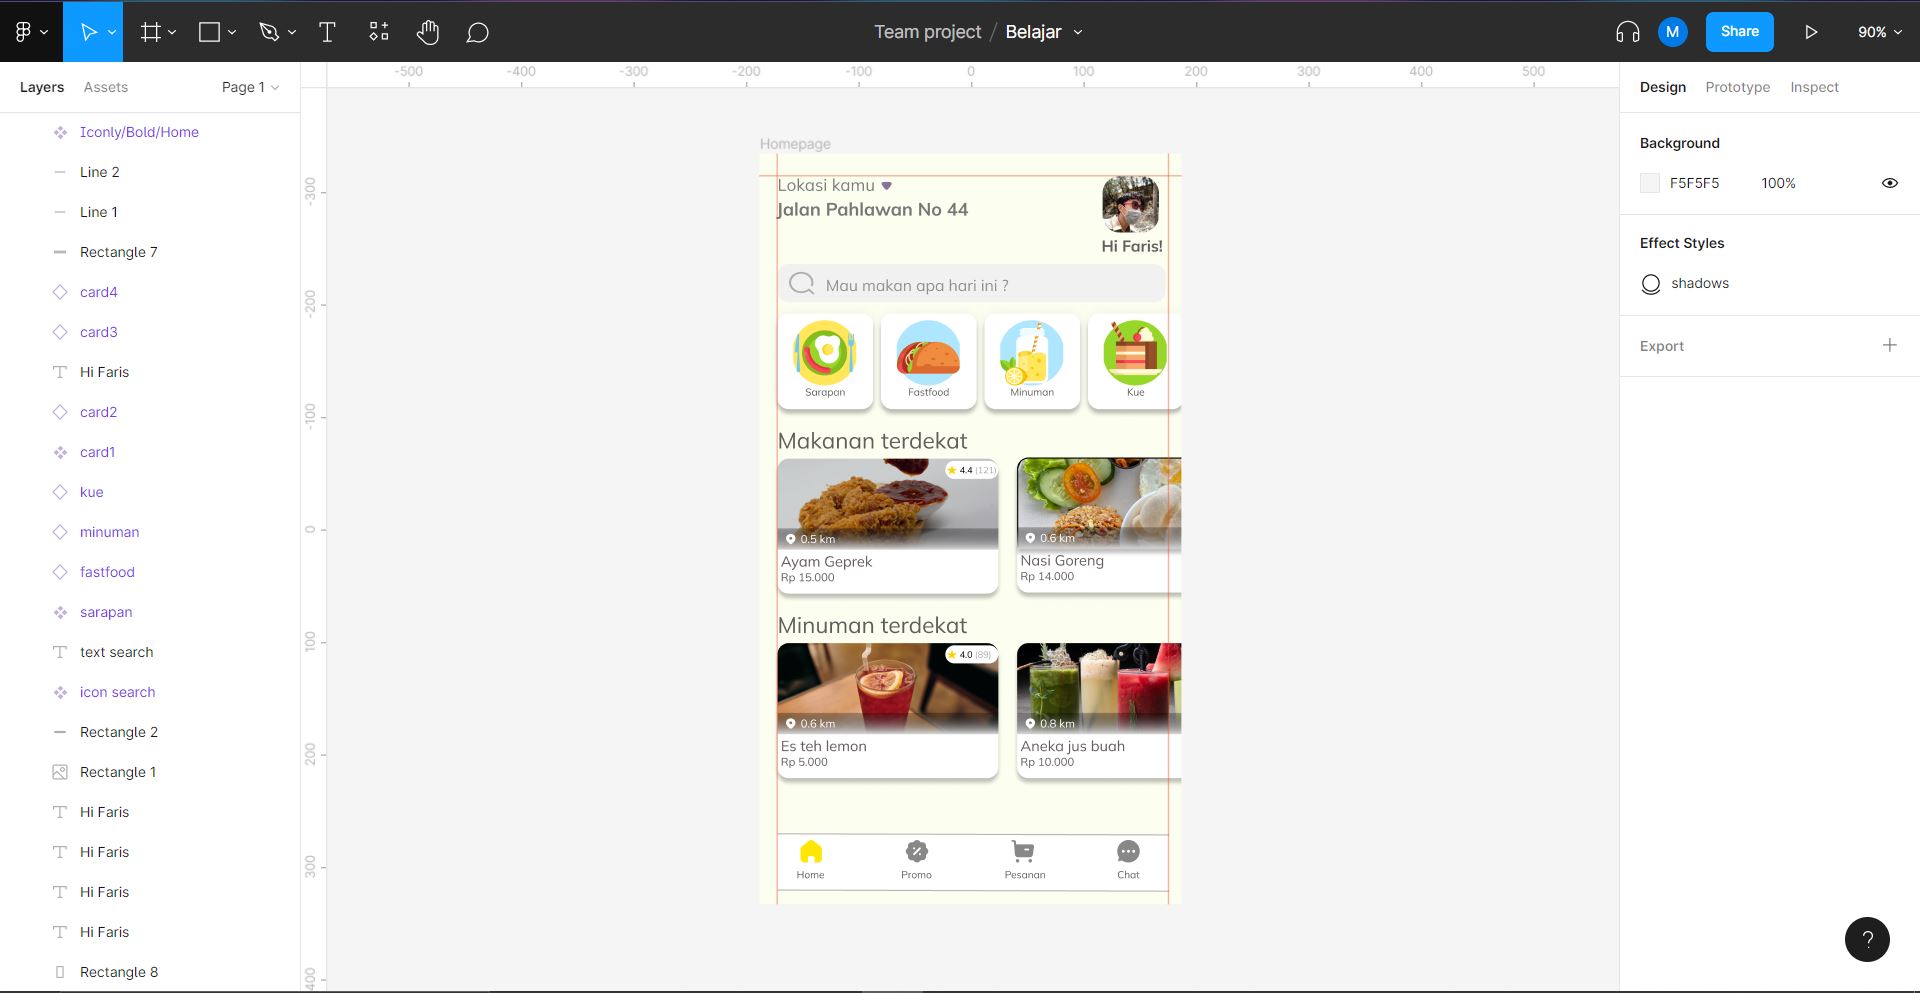 Team project / Belajar
M
Share
90%
Layers
Assets
Page 1
Iconly/Bold/Home
Line 2
Line 1
Rectangle 7
card4
card3
Hi Faris
card2
card1
kue
minuman
fastfood
sarapan
text search
icon search
Rectangle 2
Rectangle 1
Hi Faris
Hi Faris
Hi Faris
Hi Faris
Rectangle 8
-500 -400 -300 -200 -100 0 100 200 300 400 500
-300
-200
-100
0
100
200
300
400
Homepage
Lokasi kamu
Jalan Pahlawan No 44
Hi Faris!
Mau makan apa hari ini ?
Sarapan
Fastfood
Minuman
Kue
Makanan terdekat
4.4 (121)
0.5 km
Ayam Geprek
Rp 15.000
0.6 km
Nasi Goreng
Rp 14.000
Minuman terdekat
4.0 (89)
0.6 km
Es teh lemon
Rp 5.000
0.8 km
Aneka jus buah
Rp 10.000
Home
Promo
Pesanan
Chat
Design
Prototype
Inspect
Background
F5F5F5
100%
Effect Styles
shadows
Export
?